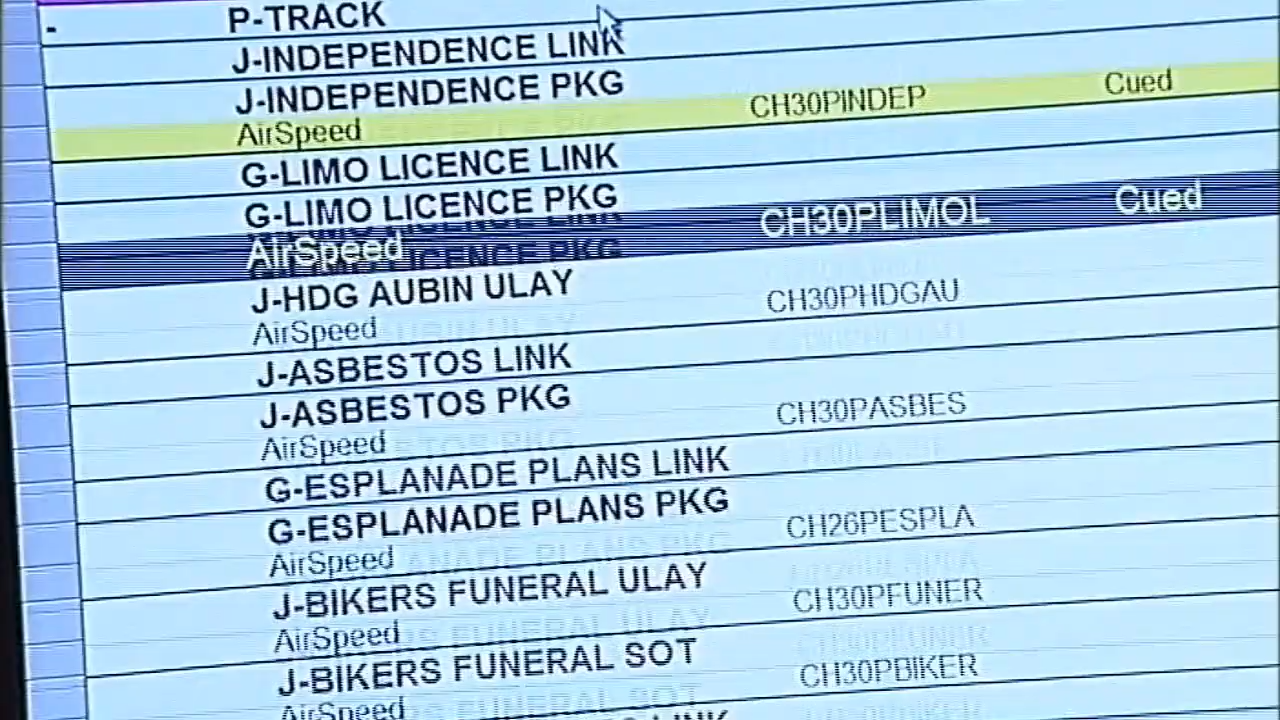 - P-TRACK
J-INDEPENDENCE LINK
J-INDEPENDENCE PKG
AirSpeed CH30PINDEP Cued
G-LIMO LICENCE LINK
G-LIMO LICENCE PKG
AirSpeed CH30PLIMOL Cued
J-HDG AUBIN ULAY
AirSpeed CH30PHDGAU
J-ASBESTOS LINK
J-ASBESTOS PKG
AirSpeed CH30PASBES
G-ESPLANADE PLANS LINK
G-ESPLANADE PLANS PKG
AirSpeed CH26PESPLA
J-BIKERS FUNERAL ULAY
AirSpeed CH30PFUNER
J-BIKERS FUNERAL SOT
AirSpeed CH30PBIKER
LINK